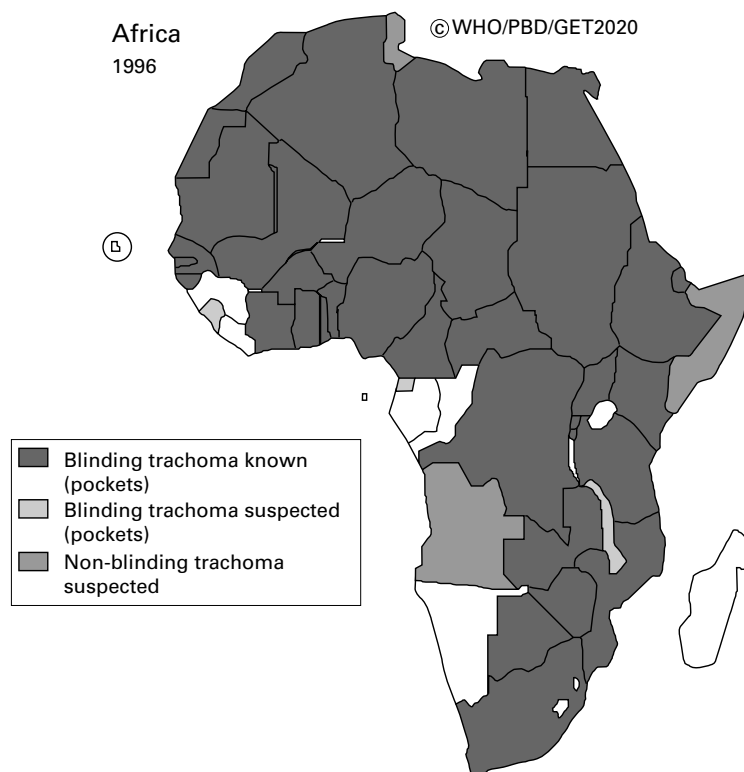 Africa
1996
©WHO/PBD/GET2020
Blinding trachoma known
(pockets)
Blinding trachoma suspected
(pockets)
Non-blinding trachoma
suspected